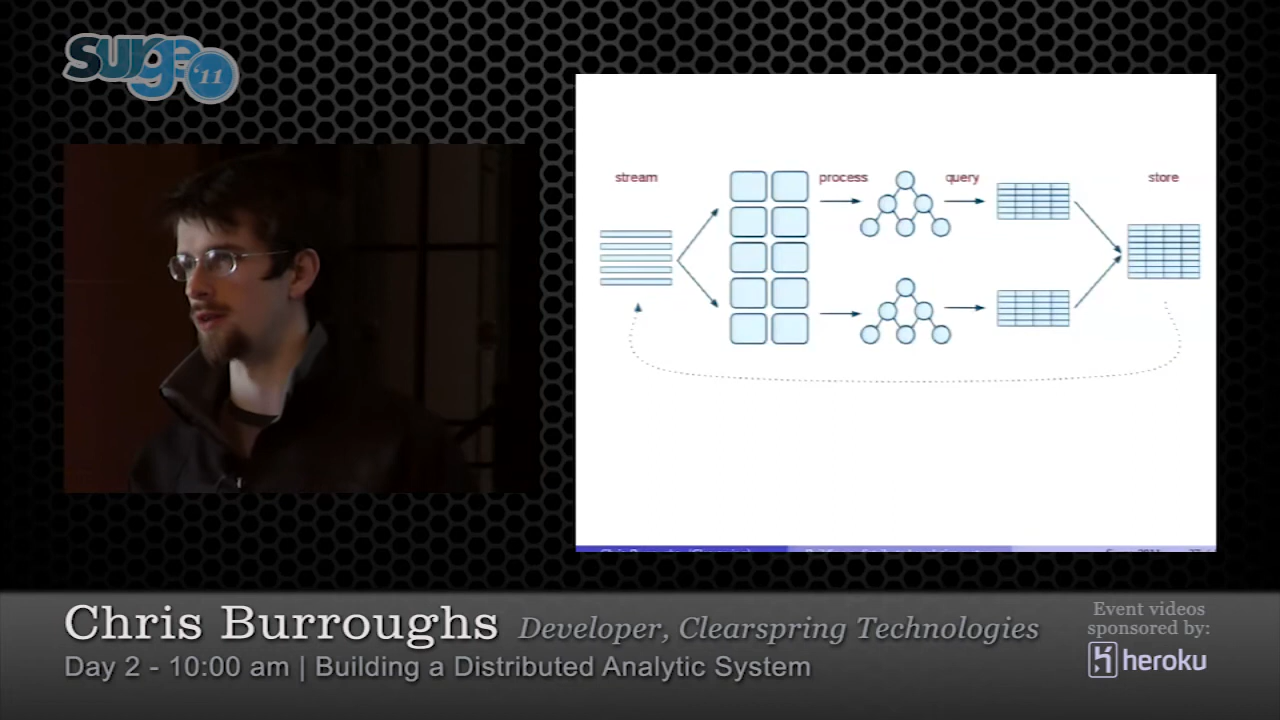 surge '11
stream
process
query
store
Chris Burroughs Developer, Clearspring Technologies
Day 2 - 10:00 am | Building a Distributed Analytic System
Event videos
sponsored by:
heroku